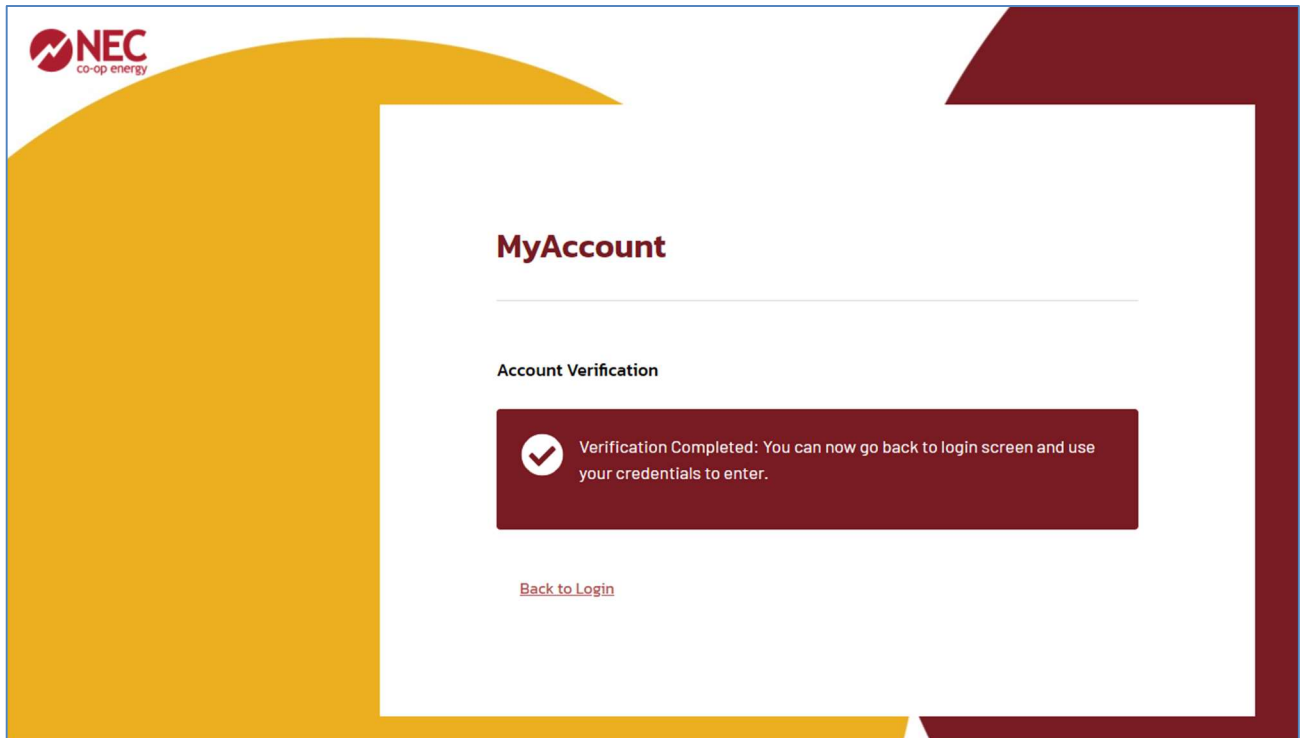 NEC
co-op energy
MyAccount
Account Verification
Verification Completed: You can now go back to login screen and use
your credentials to enter.
Back to Login